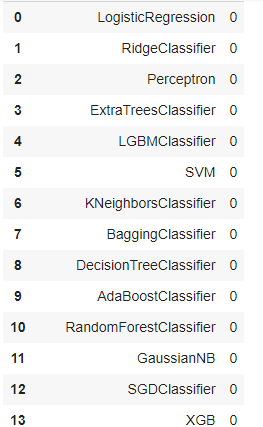 0 LogisticRegression 0
1 RidgeClassifier 0
2 Perceptron 0
3 ExtraTreesClassifier 0
4 LGBMClassifier 0
5 SVM 0
6 KNeighborsClassifier 0
7 BaggingClassifier 0
8 DecisionTreeClassifier 0
9 AdaBoostClassifier 0
10 RandomForestClassifier 0
11 GaussianNB 0
12 SGDClassifier 0
13 XGB 0